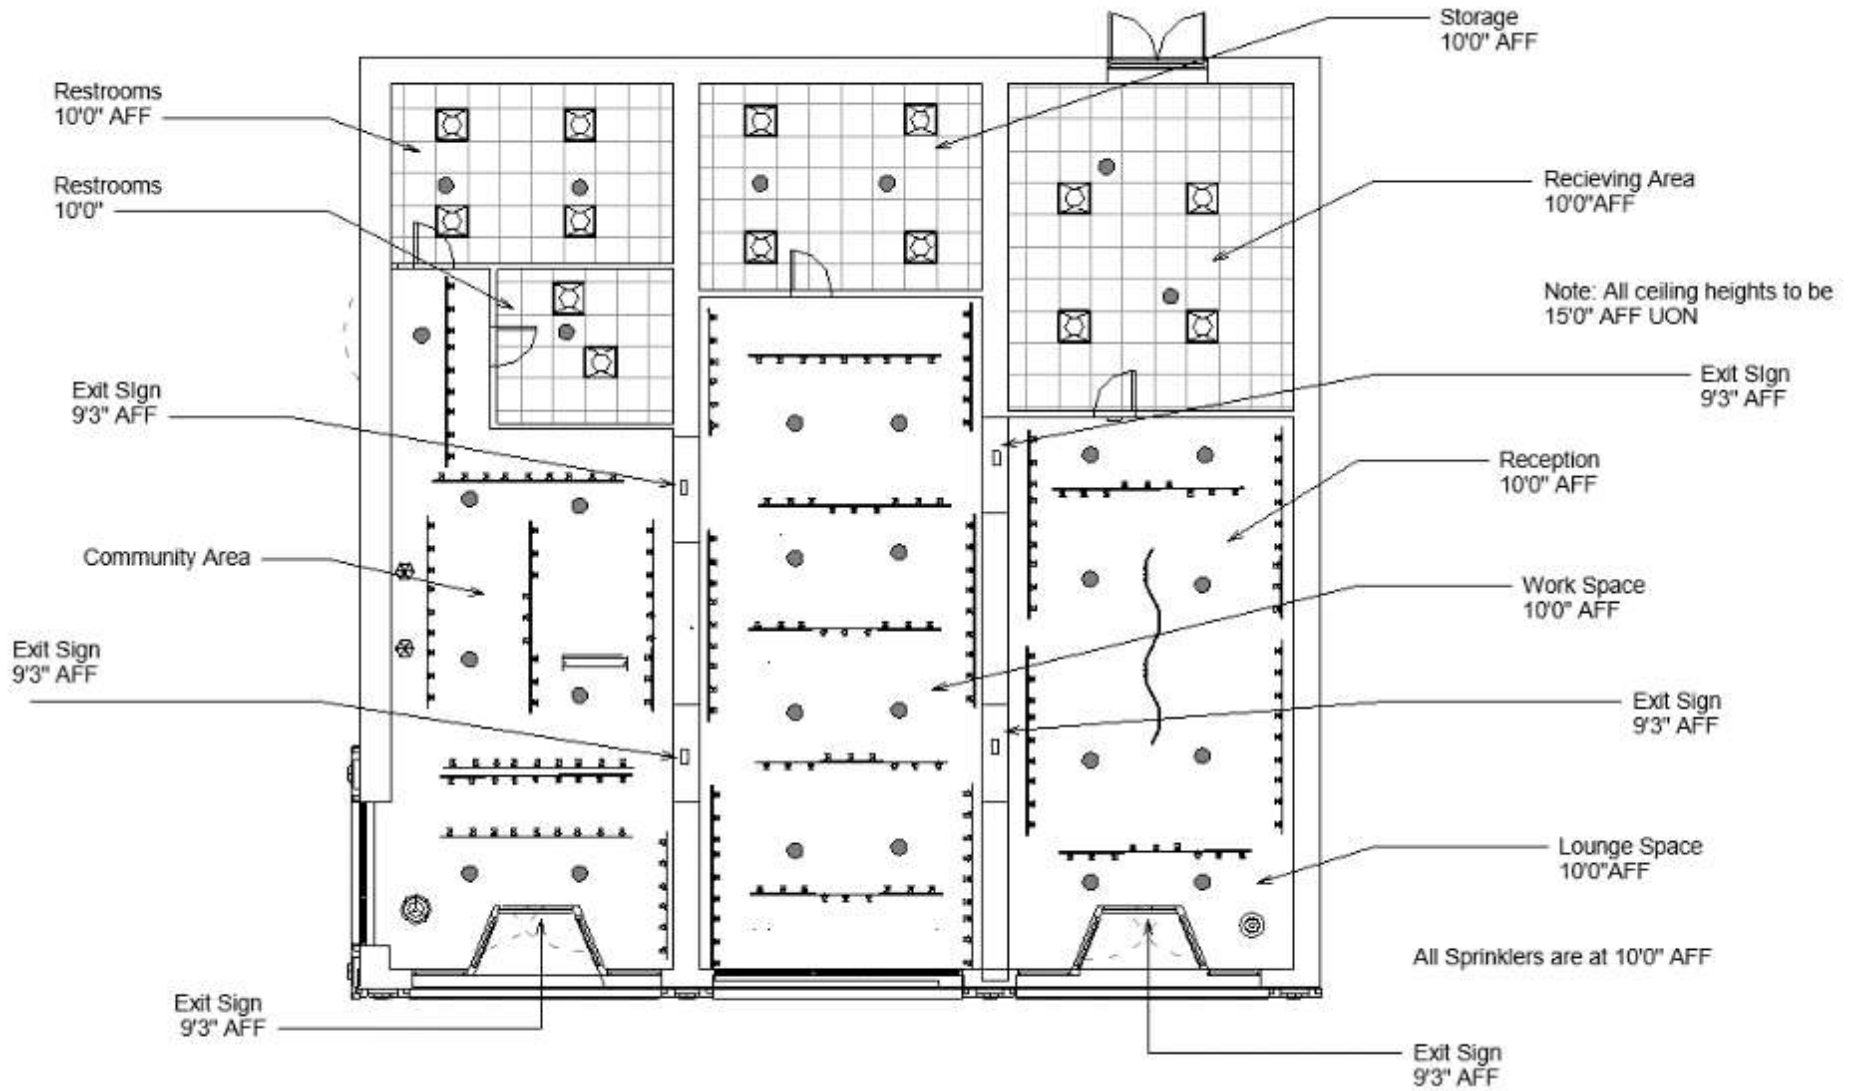 Storage
10'0" AFF
Restrooms
10'0" AFF
Restrooms
10'0"
Recieving Area
10'0"AFF
Note: All ceiling heights to be
15'0" AFF UON
Exit SIgn
9'3" AFF
Exit SIgn
9'3" AFF
Reception
10'0" AFF
Community Area
Work Space
10'0" AFF
Exit Sign
9'3" AFF
Exit Sign
9'3" AFF
Lounge Space
10'0"AFF
All Sprinklers are at 10'0" AFF
Exit Sign
9'3" AFF
Exit Sign
9'3" AFF